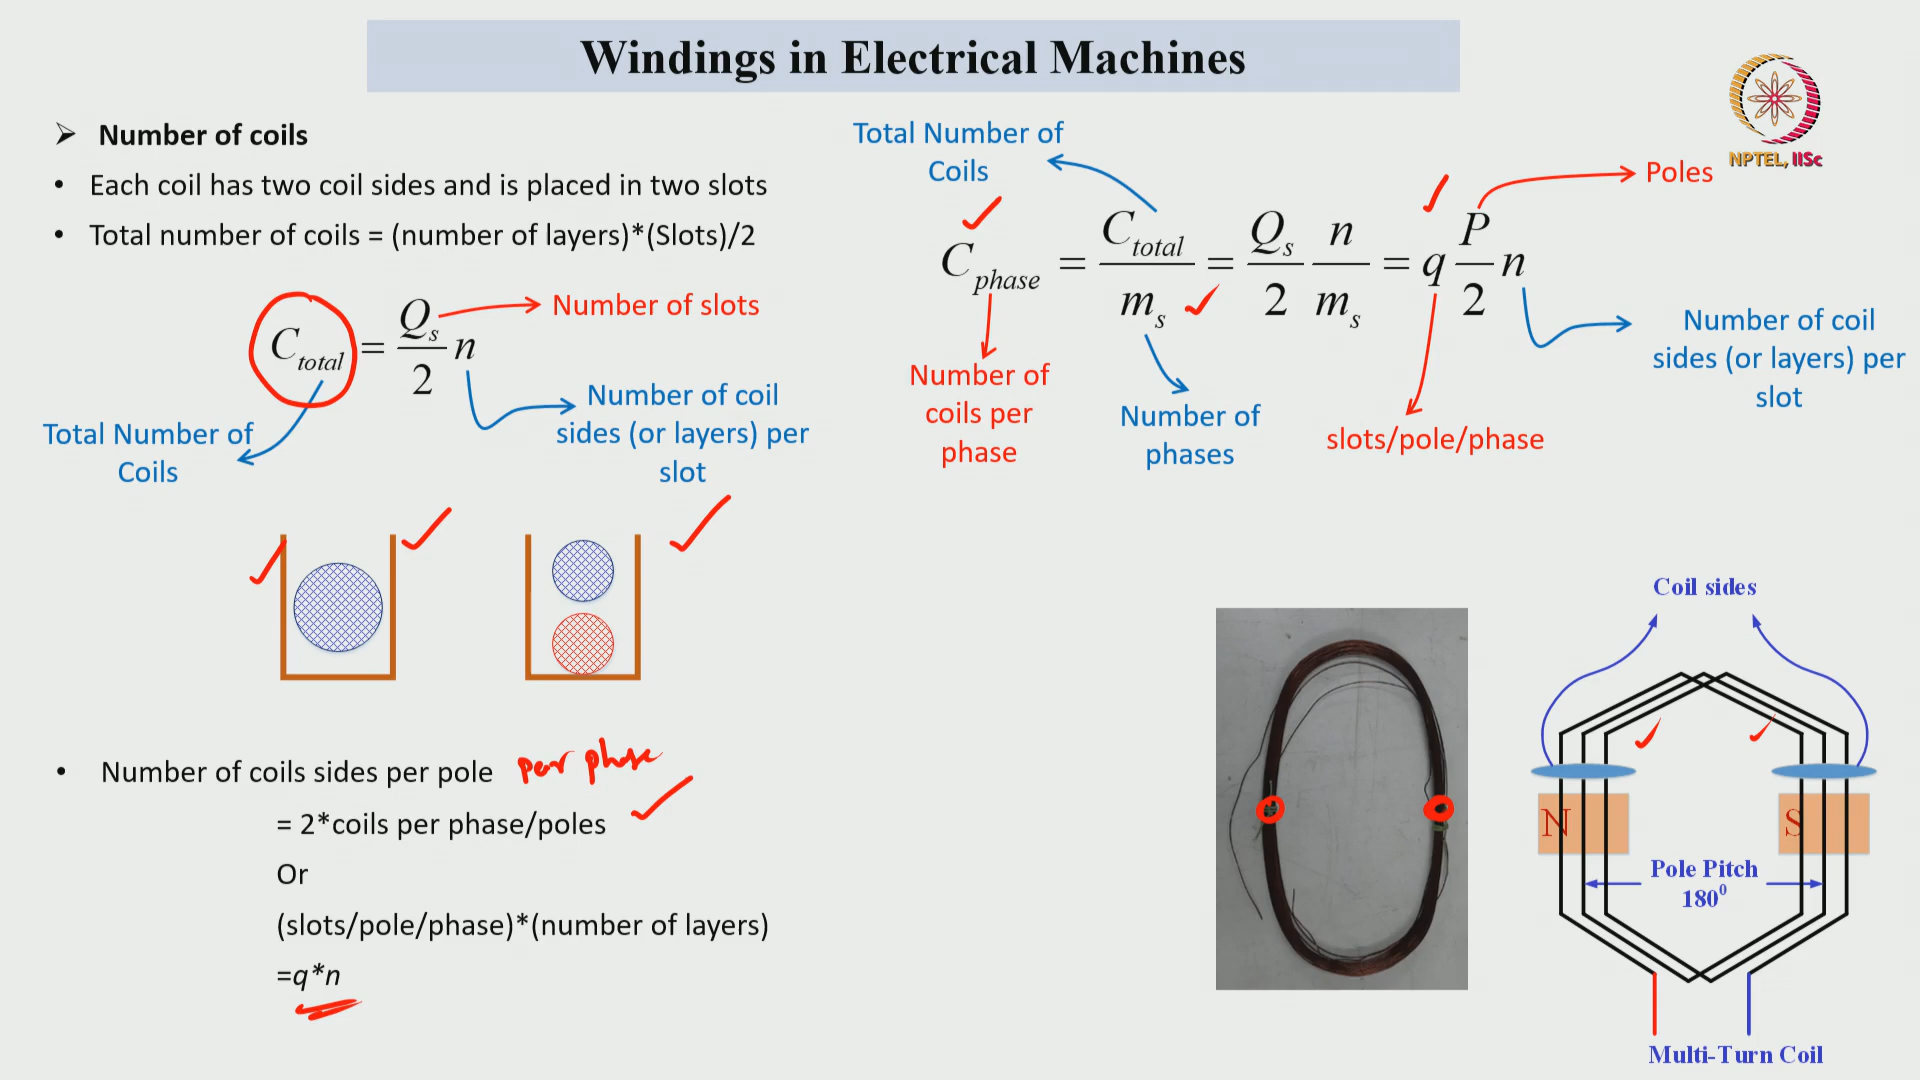 Windings in Electrical Machines
NPTEL, IISc
➢ Number of coils
• Each coil has two coil sides and is placed in two slots
• Total number of coils = (number of layers)*(Slots)/2
C_total = Q_s/2 n
Number of slots
Number of coil
sides (or layers) per
slot
Total Number of
Coils
Total Number of
Coils
Poles
C_phase = C_total/m_s = Q_s/2 n/m_s = q P/2 n
Number of
coils per
phase
Number of
phases
slots/pole/phase
Number of coil
sides (or layers) per
slot
• Number of coils sides per pole per phase
= 2*coils per phase/poles
Or
(slots/pole/phase)*(number of layers)
=q*n
Coil sides
N
S
Pole Pitch
180⁰
Multi-Turn Coil